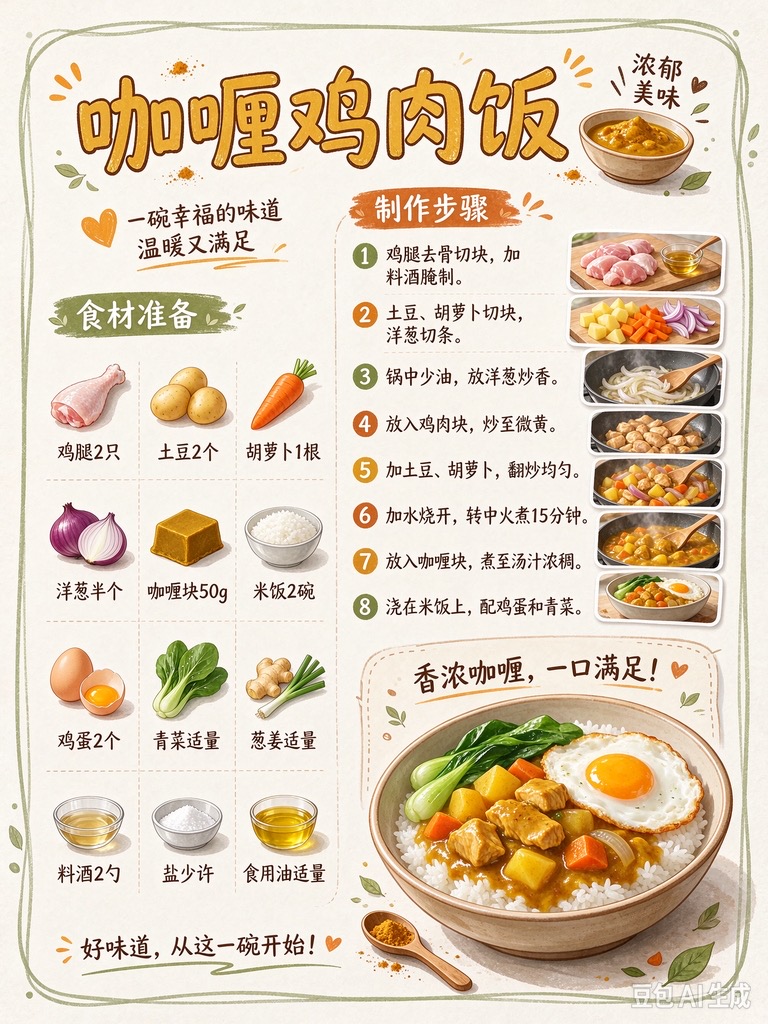 咖喱鸡肉饭
浓郁
美味
一碗幸福的味道
温暖又满足
食材准备
鸡腿2只
土豆2个
胡萝卜1根
洋葱半个
咖喱块50g
米饭2碗
鸡蛋2个
青菜适量
葱姜适量
料酒2勺
盐少许
食用油适量
好味道，从这一碗开始！
制作步骤
1 鸡腿去骨切块，加
料酒腌制。
2 土豆、胡萝卜切块，
洋葱切条。
3 锅中少油，放洋葱炒香。
4 放入鸡肉块，炒至微黄。
5 加土豆、胡萝卜，翻炒均匀。
6 加水烧开，转中火煮15分钟。
7 放入咖喱块，煮至汤汁浓稠。
8 浇在米饭上，配鸡蛋和青菜。
香浓咖喱，一口满足！
豆包AI生成